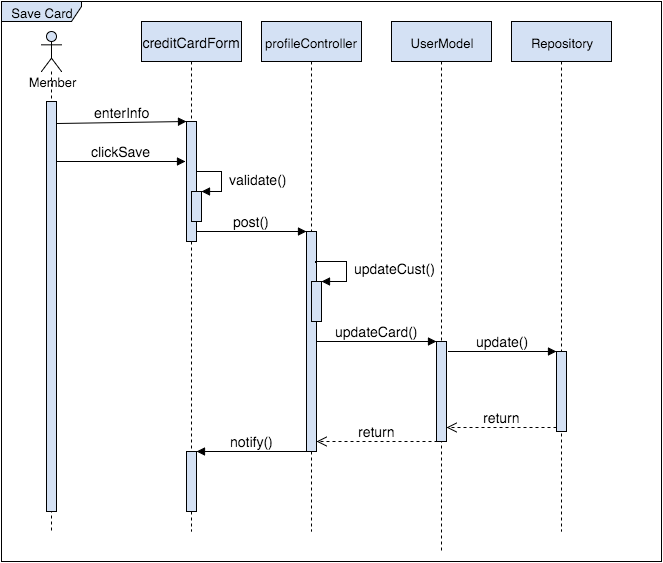 Save Card
Member
creditCardForm
profileController
UserModel
Repository
enterInfo
clickSave
validate()
post()
updateCust()
updateCard()
update()
return
return
notify()